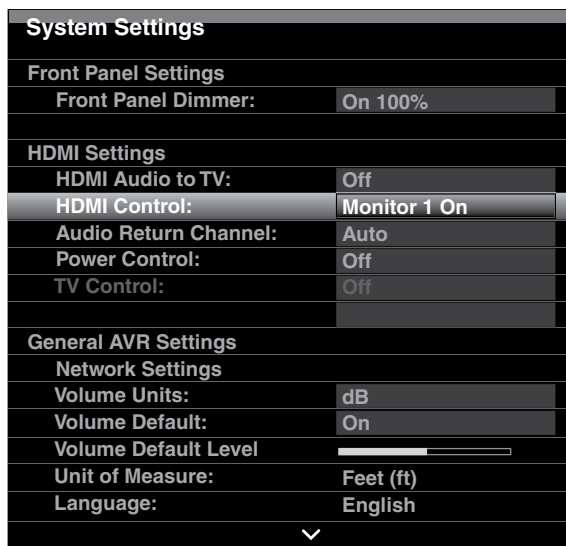 System Settings
Front Panel Settings
Front Panel Dimmer: On 100%
HDMI Settings
HDMI Audio to TV: Off
HDMI Control: Monitor 1 On
Audio Return Channel: Auto
Power Control: Off
TV Control: Off
General AVR Settings
Network Settings
Volume Units: dB
Volume Default: On
Volume Default Level
Unit of Measure: Feet (ft)
Language: English